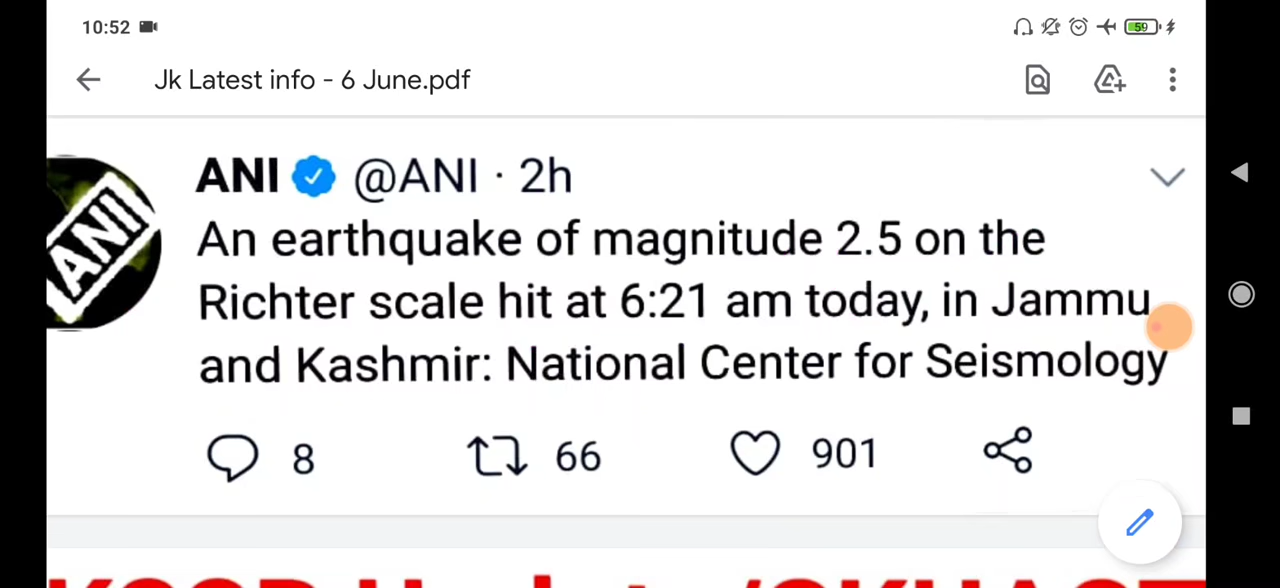 10:52
59
Jk Latest info - 6 June.pdf
ANI @ANI · 2h
ANI
An earthquake of magnitude 2.5 on the
Richter scale hit at 6:21 am today, in Jammu
and Kashmir: National Center for Seismology
8 66 901